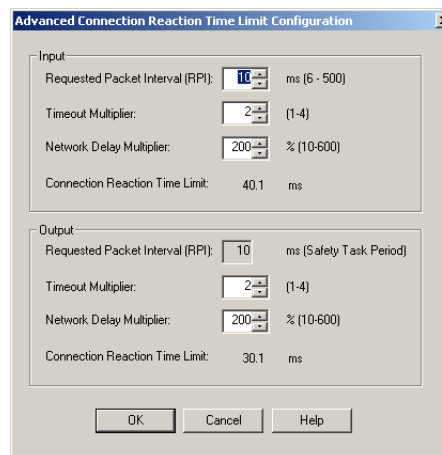 Advanced Connection Reaction Time Limit Configuration
Input
Requested Packet Interval (RPI): 10 ms (6 - 500)
Timeout Multiplier: 2 (1-4)
Network Delay Multiplier: 200 % (10-600)
Connection Reaction Time Limit: 40.1 ms
Output
Requested Packet Interval (RPI): 10 ms (Safety Task Period)
Timeout Multiplier: 2 (1-4)
Network Delay Multiplier: 200 % (10-600)
Connection Reaction Time Limit: 30.1 ms
OK Cancel Help